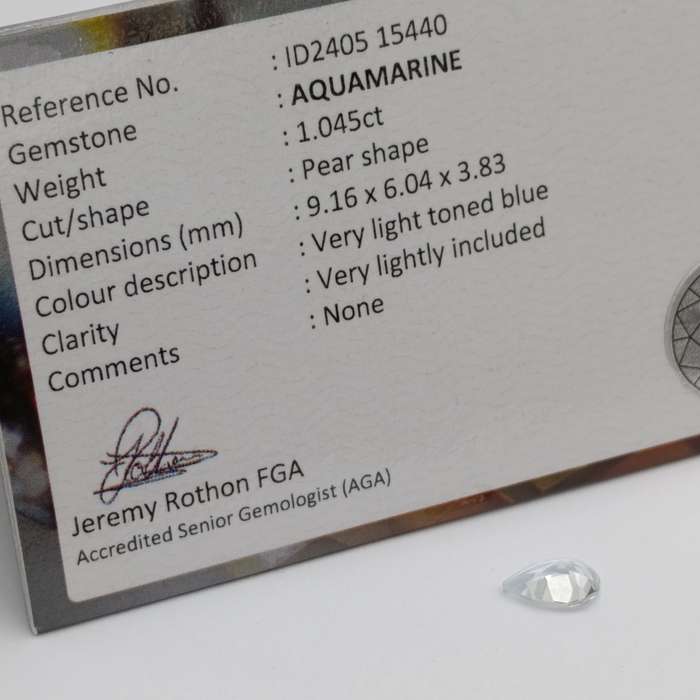 Reference No. : ID2405 15440
Gemstone : AQUAMARINE
Weight : 1.045ct
Cut/shape : Pear shape
Dimensions (mm) : 9.16 x 6.04 x 3.83
Colour description : Very light toned blue
Clarity : Very lightly included
Comments : None
Jeremy Rothon FGA
Accredited Senior Gemologist (AGA)